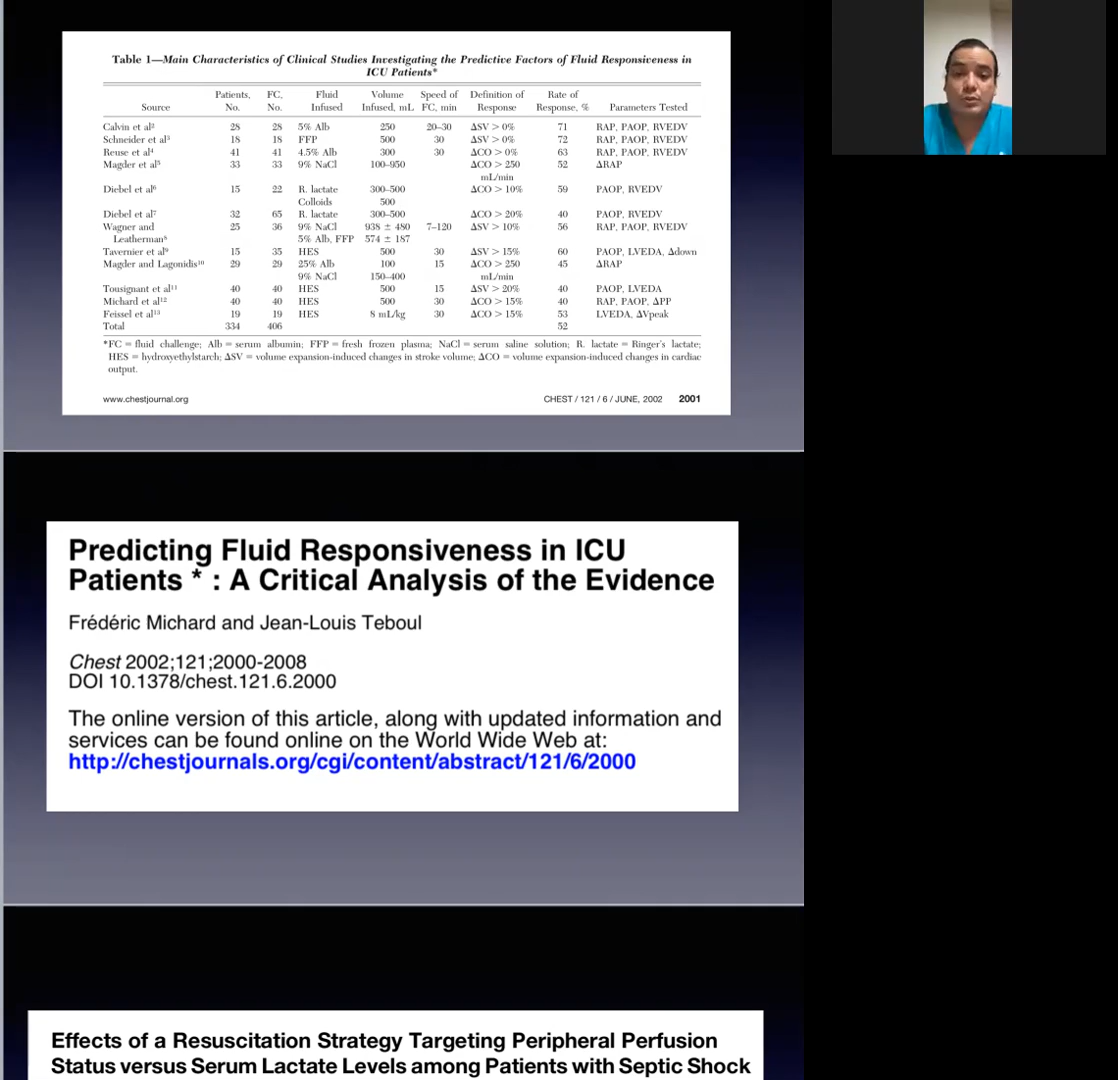 Table 1—Main Characteristics of Clinical Studies Investigating the Predictive Factors of Fluid Responsiveness in
ICU Patients*
Patients, FC, Fluid Volume Speed of Definition of Rate of
Source No. No. Infused Infused, mL FC, min Response Response, % Parameters Tested
Calvin et al² 28 28 5% Alb 250 20–30 ΔSV > 0% 71 RAP, PAOP, RVEDV
Schneider et al³ 18 18 FFP 500 30 ΔSV > 0% 72 RAP, PAOP, RVEDV
Reuse et al⁴ 41 41 4.5% Alb 300 30 ΔCO > 0% 63 RAP, PAOP, RVEDV
Magder et al⁵ 33 33 9% NaCl 100–950 ΔCO > 250 52 ΔRAP
mL/min
Diebel et al⁶ 15 22 R. lactate 300–500 ΔCO > 10% 59 PAOP, RVEDV
Colloids 500
Diebel et al⁷ 32 65 R. lactate 300–500 ΔCO > 20% 40 PAOP, RVEDV
Wagner and 25 36 9% NaCl 938 ± 480 7–120 ΔSV > 10% 56 RAP, PAOP, RVEDV
Leatherman⁸ 5% Alb, FFP 574 ± 187
Tavernier et al⁹ 15 35 HES 500 30 ΔSV > 15% 60 PAOP, LVEDA, Δdown
Magder and Lagonidis¹⁰ 29 29 25% Alb 100 15 ΔCO > 250 45 ΔRAP
9% NaCl 150–400 mL/min
Tousignant et al¹¹ 40 40 HES 500 15 ΔSV > 20% 40 PAOP, LVEDA
Michard et al¹² 40 40 HES 500 30 ΔCO > 15% 40 RAP, PAOP, ΔPP
Feissel et al¹³ 19 19 HES 8 mL/kg 30 ΔCO > 15% 53 LVEDA, ΔVpeak
Total 334 406 52
*FC = fluid challenge; Alb = serum albumin; FFP = fresh frozen plasma; NaCl = serum saline solution; R. lactate = Ringer's lactate;
HES = hydroxyethylstarch; ΔSV = volume expansion-induced changes in stroke volume; ΔCO = volume expansion-induced changes in cardiac
output.
www.chestjournal.org CHEST / 121 / 6 / JUNE, 2002 2001
Predicting Fluid Responsiveness in ICU
Patients * : A Critical Analysis of the Evidence
Frédéric Michard and Jean-Louis Teboul
Chest 2002;121;2000-2008
DOI 10.1378/chest.121.6.2000
The online version of this article, along with updated information and
services can be found online on the World Wide Web at:
http://chestjournals.org/cgi/content/abstract/121/6/2000
Effects of a Resuscitation Strategy Targeting Peripheral Perfusion
Status versus Serum Lactate Levels among Patients with Septic Shock